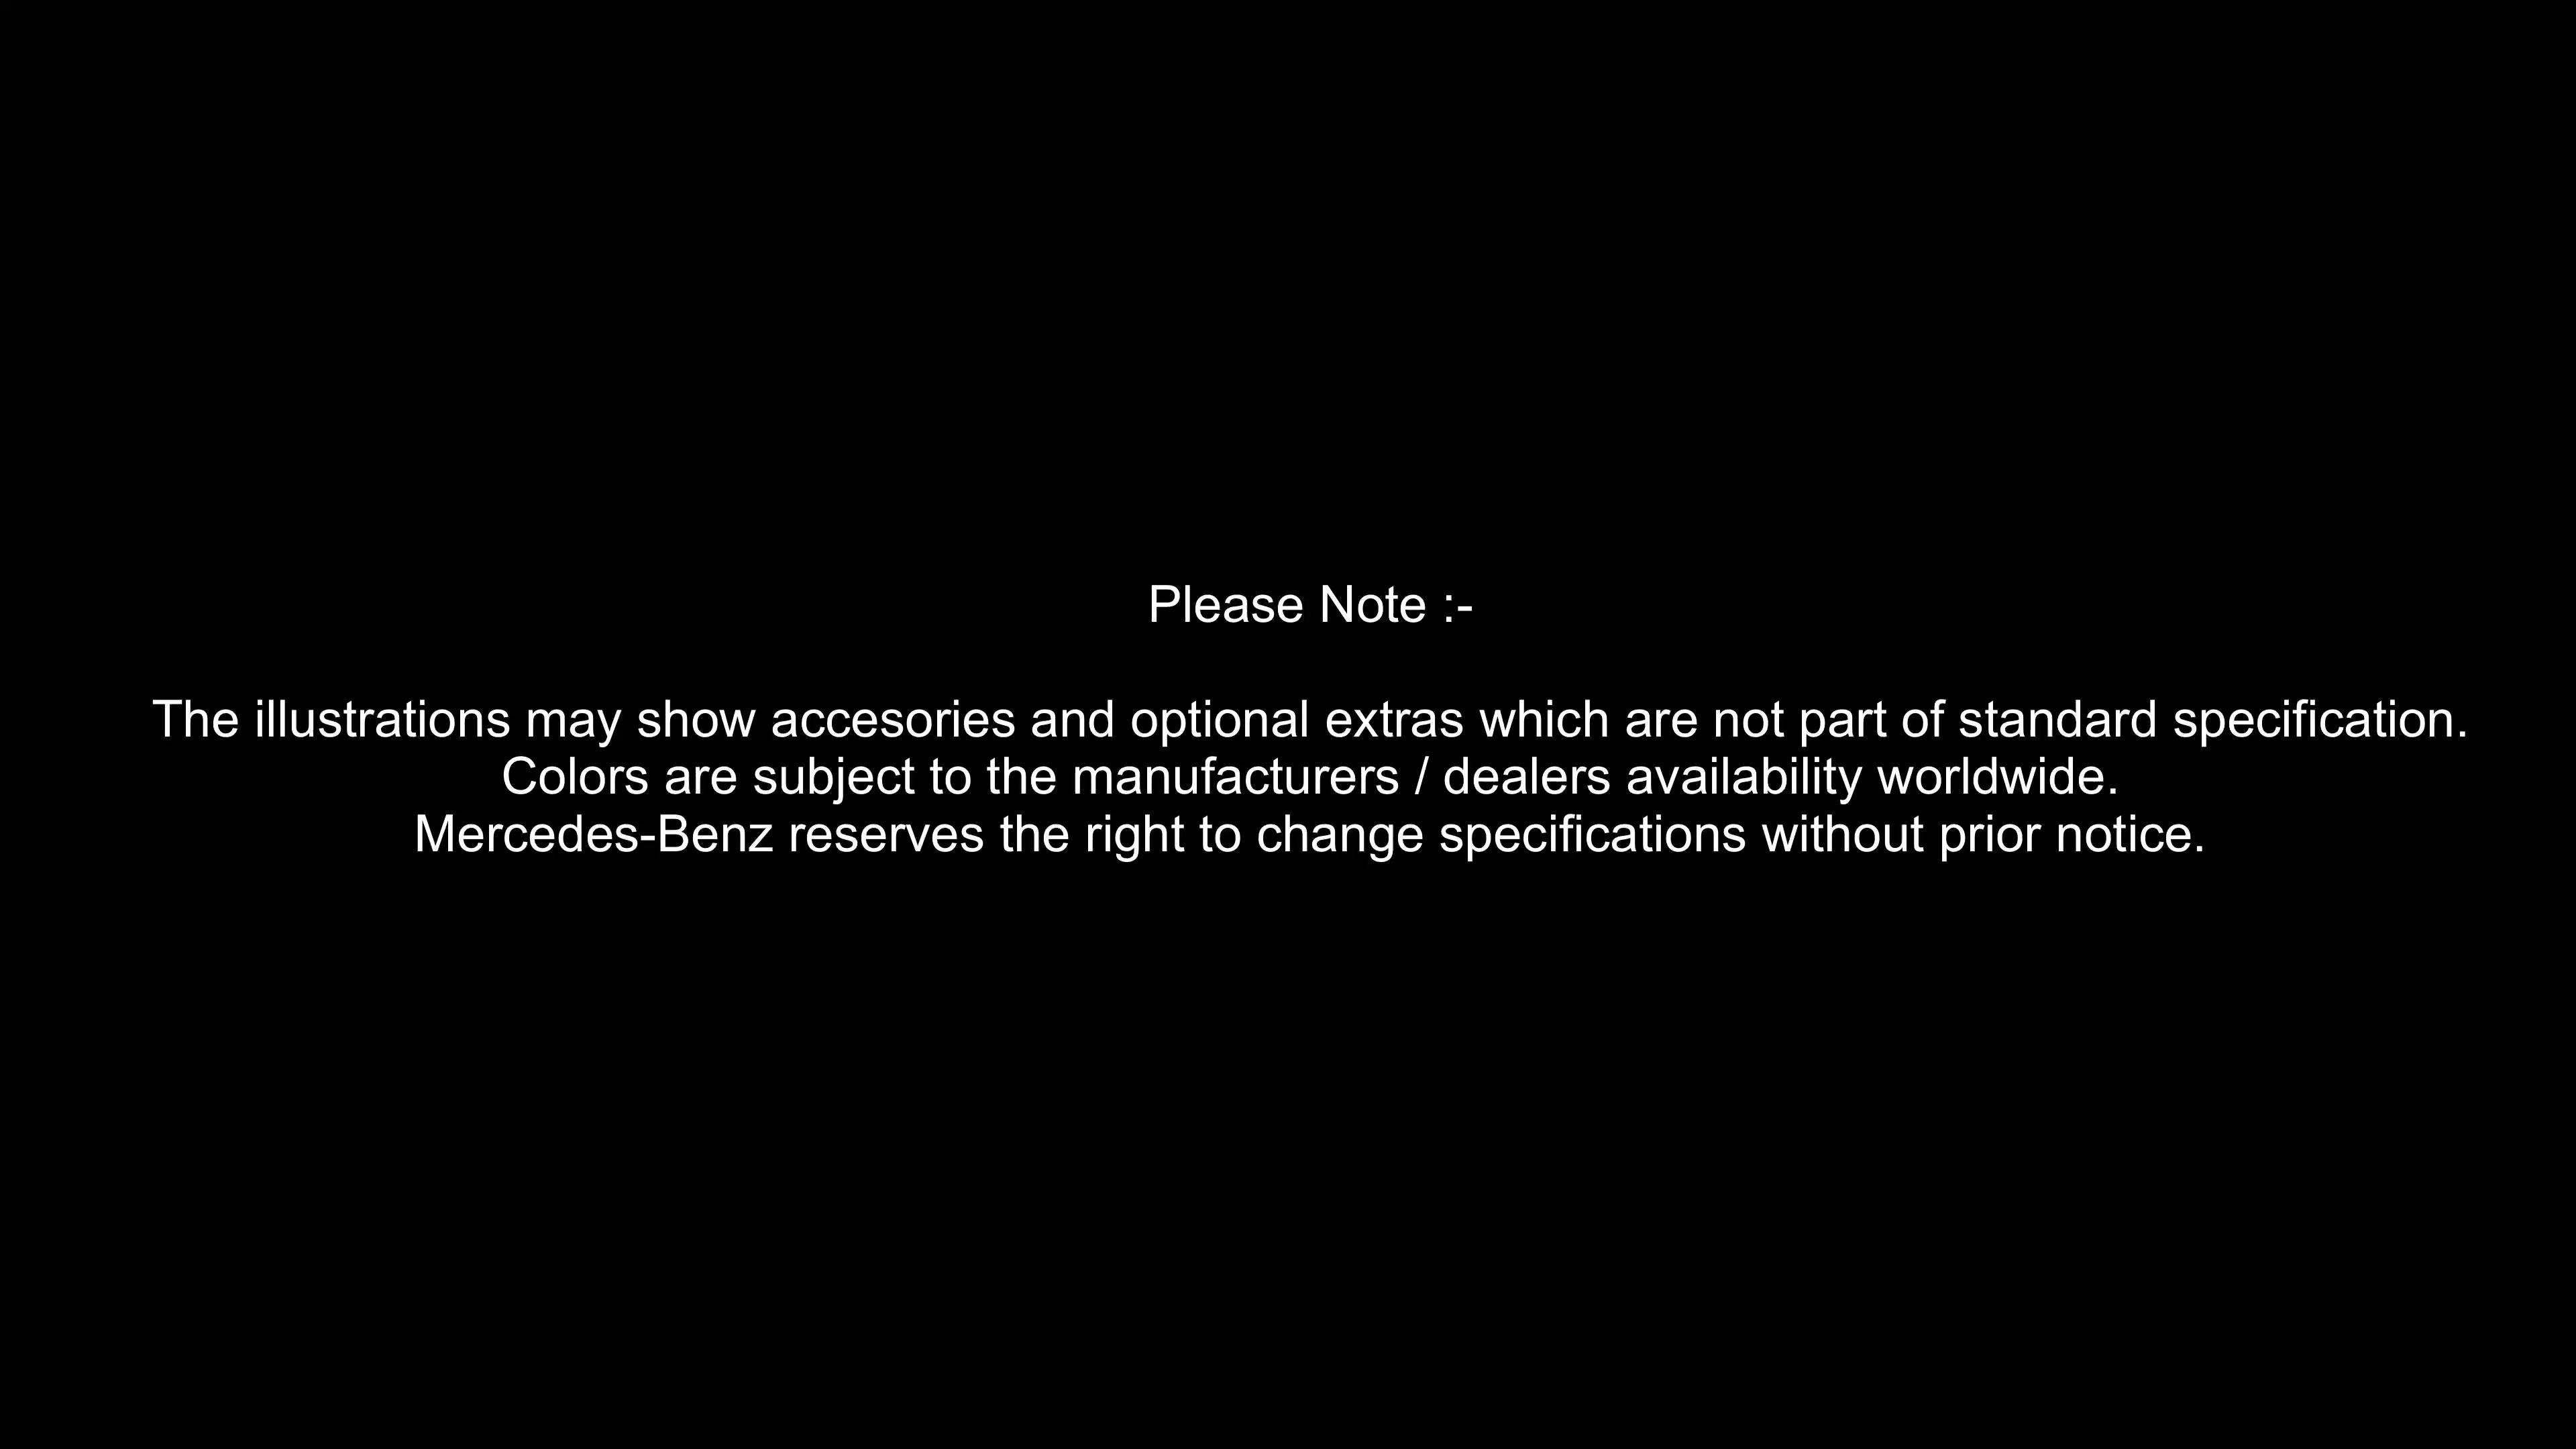 Please Note :-
The illustrations may show accesories and optional extras which are not part of standard specification.
Colors are subject to the manufacturers / dealers availability worldwide.
Mercedes-Benz reserves the right to change specifications without prior notice.